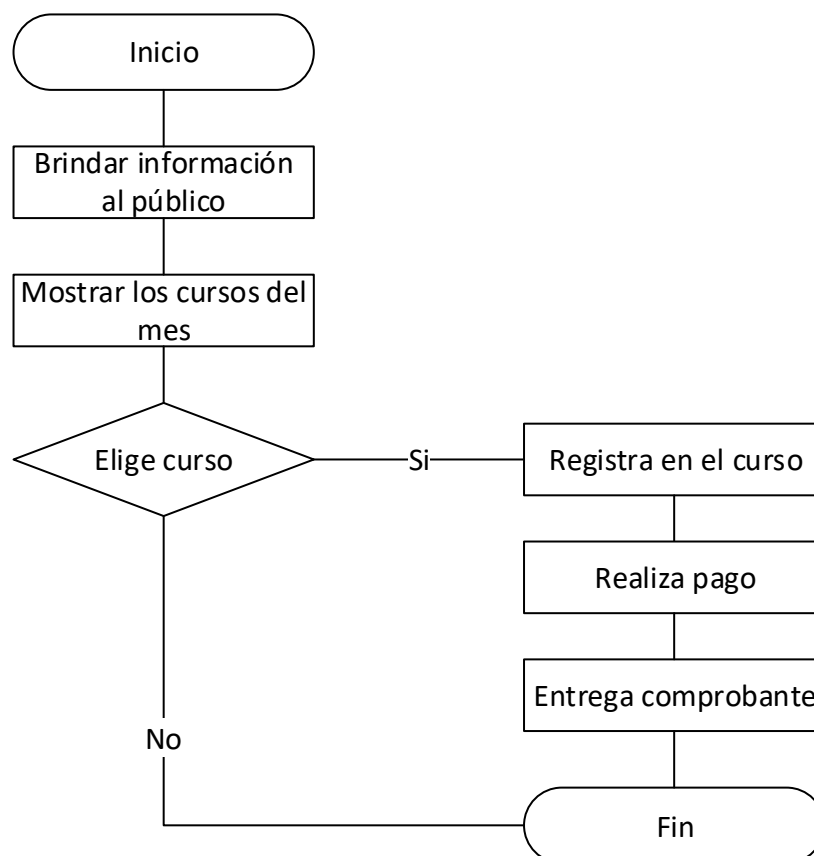 Inicio
Brindar información
al público
Mostrar los cursos del
mes
Elige curso
Si
Registra en el curso
Realiza pago
Entrega comprobante
No
Fin